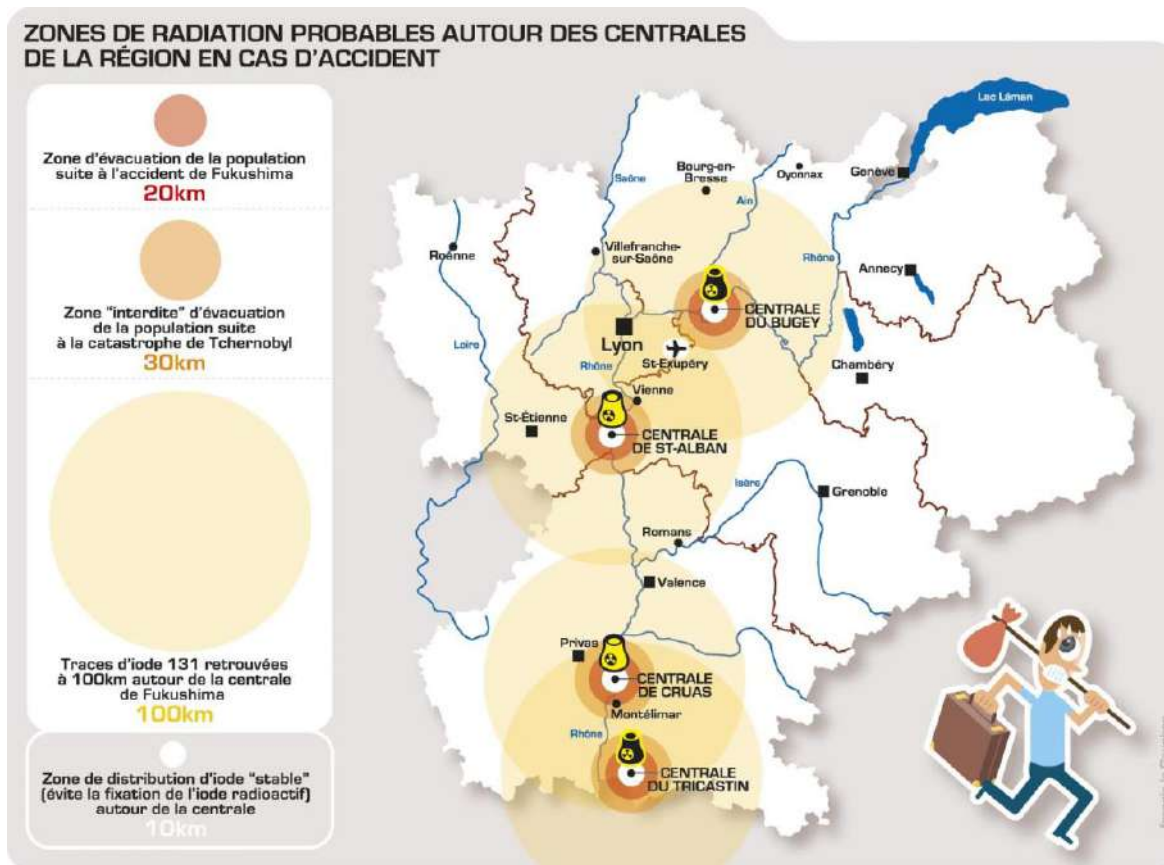 ZONES DE RADIATION PROBABLES AUTOUR DES CENTRALES
DE LA RÉGION EN CAS D'ACCIDENT
Zone d'évacuation de la population
suite à l'accident de Fukushima
20km
Zone "interdite" d'évacuation
de la population suite
à la catastrophe de Tchernobyl
30km
Traces d'iode 131 retrouvées
à 100km autour de la centrale
de Fukushima
100km
Zone de distribution d'iode "stable"
(évite la fixation de l'iode radioactif)
autour de la centrale
10km
Lac Léman
Bourg-en-
Bresse
Oyonnax
Genève
Saône
Ain
Roanne
Villefranche-
sur-Saône
Rhône
Annecy
CENTRALE
DU BUGEY
Loire
Lyon
St-Exupéry
Rhône
Chambéry
Vienne
St-Étienne
CENTRALE
DE ST-ALBAN
Isère
Grenoble
Romans
Valence
Privas
CENTRALE
DE CRUAS
Montélimar
Rhône
CENTRALE
DU TRICASTIN